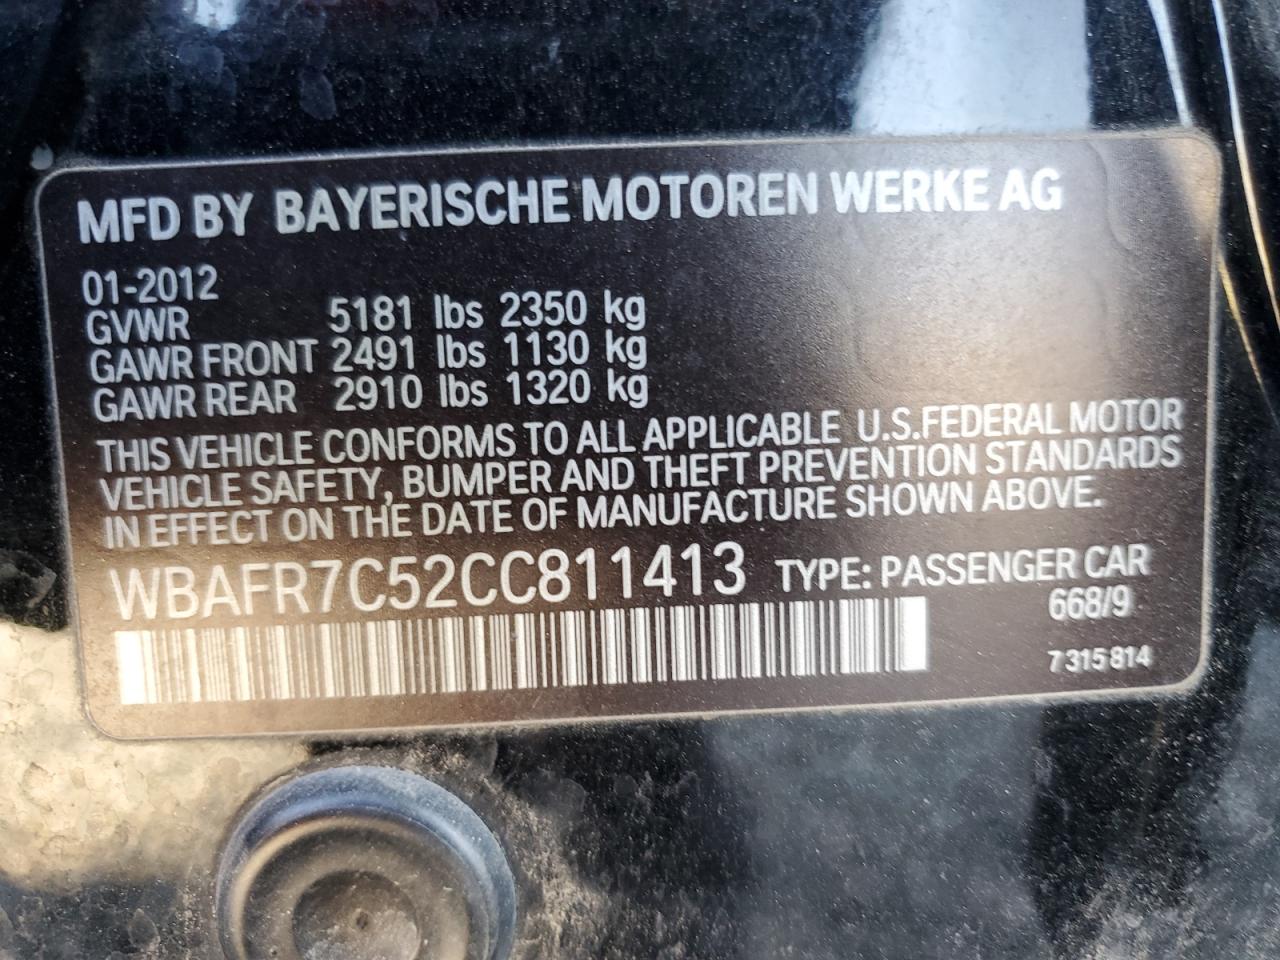 MFD BY BAYERISCHE MOTOREN WERKE AG
01-2012
GVWR 5181 lbs 2350 kg
GAWR FRONT 2491 lbs 1130 kg
GAWR REAR 2910 lbs 1320 kg
THIS VEHICLE CONFORMS TO ALL APPLICABLE U.S.FEDERAL MOTOR
VEHICLE SAFETY, BUMPER AND THEFT PREVENTION STANDARDS
IN EFFECT ON THE DATE OF MANUFACTURE SHOWN ABOVE.
WBAFR7C52CC811413 TYPE: PASSENGER CAR
668/9
7 315 814